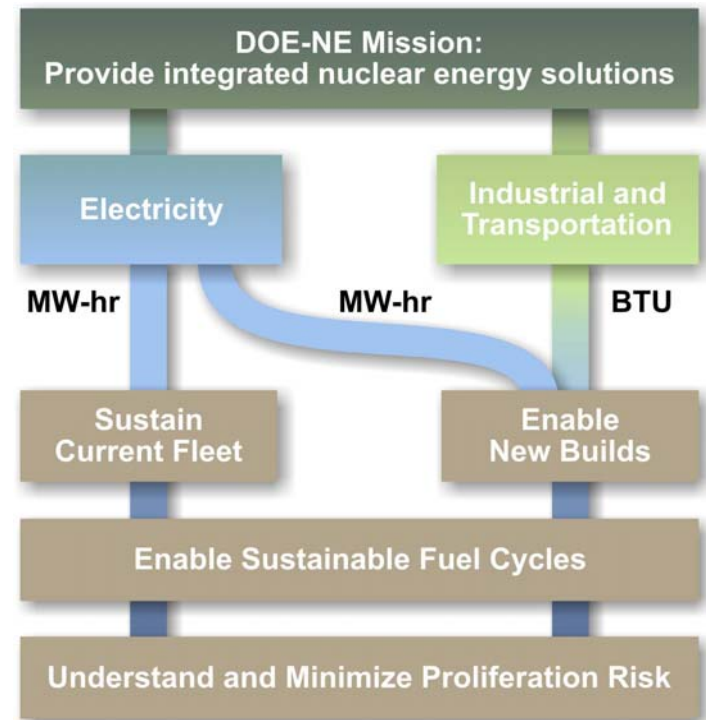 DOE-NE Mission:
Provide integrated nuclear energy solutions
Electricity
Industrial and
Transportation
MW-hr
MW-hr
BTU
Sustain
Current Fleet
Enable
New Builds
Enable Sustainable Fuel Cycles
Understand and Minimize Proliferation Risk